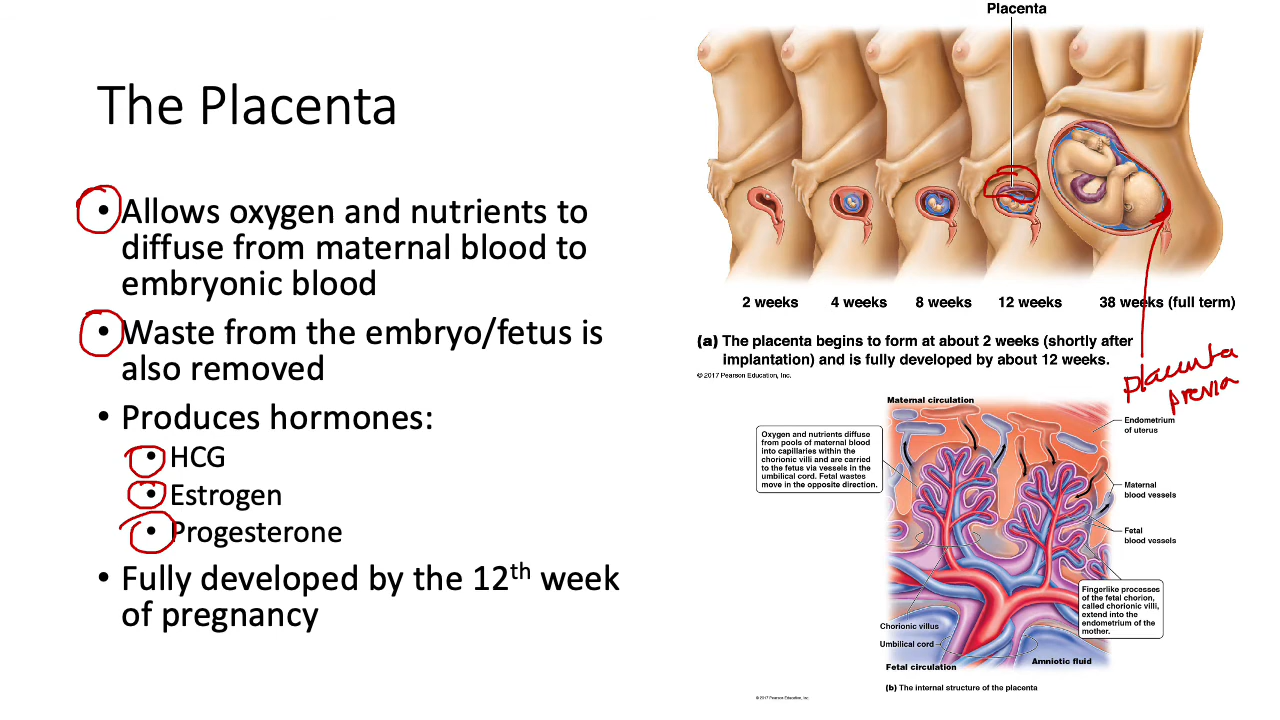 The Placenta
• Allows oxygen and nutrients to
diffuse from maternal blood to
embryonic blood
• Waste from the embryo/fetus is
also removed
• Produces hormones:
• HCG
• Estrogen
• Progesterone
• Fully developed by the 12th week
of pregnancy
Placenta
2 weeks
4 weeks
8 weeks
12 weeks
38 weeks (full term)
(a) The placenta begins to form at about 2 weeks (shortly after
implantation) and is fully developed by about 12 weeks.
© 2017 Pearson Education, Inc.
placenta
previa
Maternal circulation
Oxygen and nutrients diffuse
from pools of maternal blood
into capillaries within the
chorionic villi and are carried
to the fetus via vessels in the
umbilical cord. Fetal wastes
move in the opposite direction.
Endometrium
of uterus
Maternal
blood vessels
Fetal
blood vessels
Fingerlike processes
of the fetal chorion,
called chorionic villi,
extend into the
endometrium of the
mother.
Chorionic villus
Umbilical cord
Fetal circulation
Amniotic fluid
(b) The internal structure of the placenta
© 2017 Pearson Education, Inc.